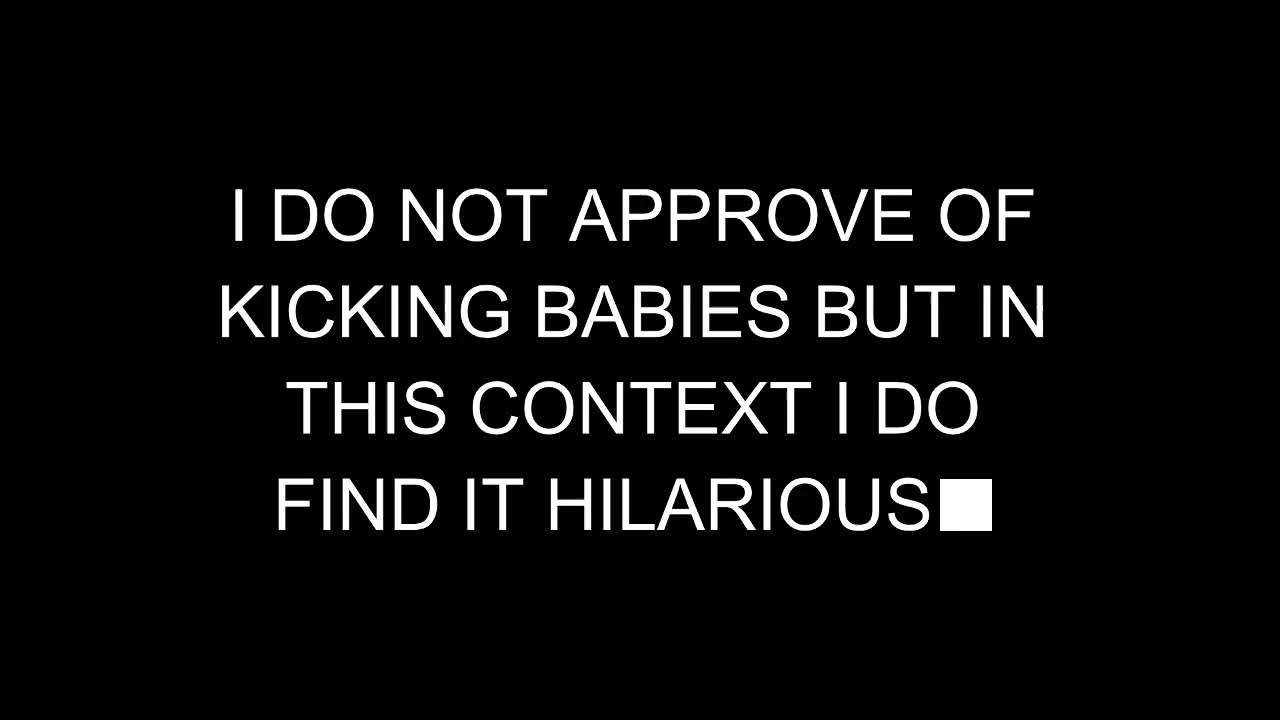 I DO NOT APPROVE OF
KICKING BABIES BUT IN
THIS CONTEXT I DO
FIND IT HILARIOUS